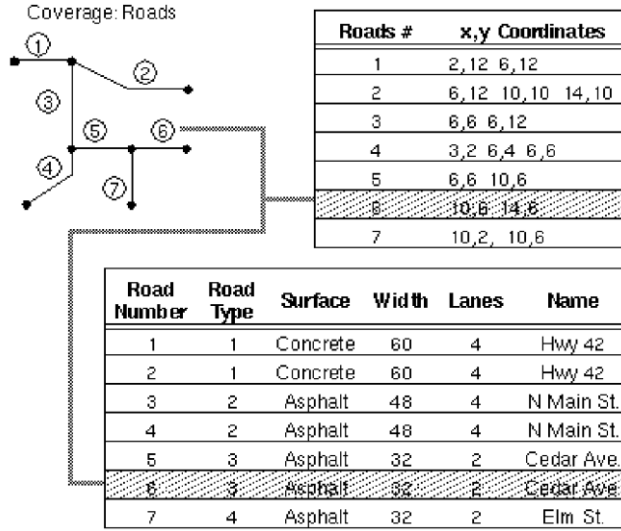 Coverage: Roads
1
2
3
5
6
4
7
Roads # x,y Coordinates
1 2,12 6,12
2 6,12 10,10 14,10
3 6,6 6,12
4 3,2 6,4 6,6
5 6,6 10,6
6 10,6 14,6
7 10,2, 10,6
Road Number Road Type Surface Width Lanes Name
1 1 Concrete 60 4 Hwy 42
2 1 Concrete 60 4 Hwy 42
3 2 Asphalt 48 4 N Main St.
4 2 Asphalt 48 4 N Main St.
5 3 Asphalt 32 2 Cedar Ave.
6 3 Asphalt 32 2 Cedar Ave.
7 4 Asphalt 32 2 Elm St.